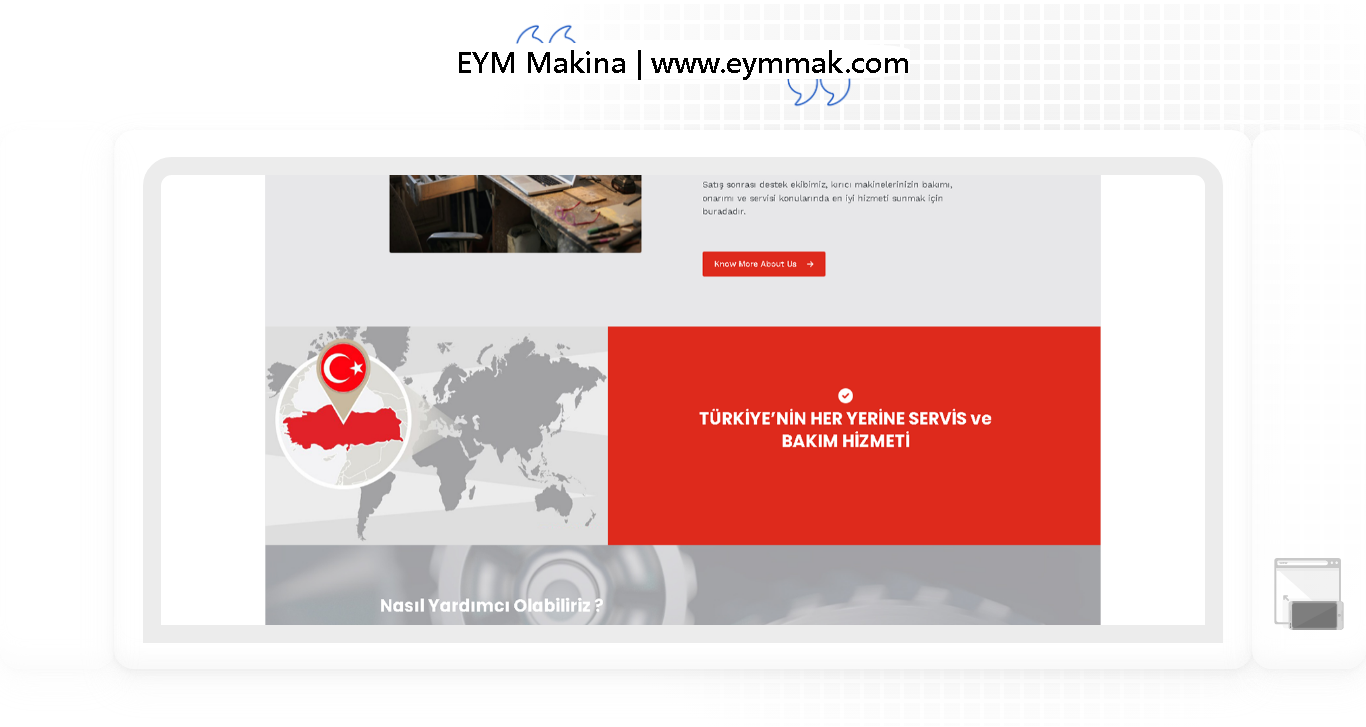 EYM Makina | www.eymmak.com
Satış sonrası destek ekibimiz, kırıcı makinelerinizin bakımı,
onarımı ve servisi konularında en iyi hizmeti sunmak için
buradadır.
Know More About Us
TÜRKİYE’NİN HER YERİNE SERVİS ve
BAKIM HİZMETİ
Nasıl Yardımcı Olabiliriz ?